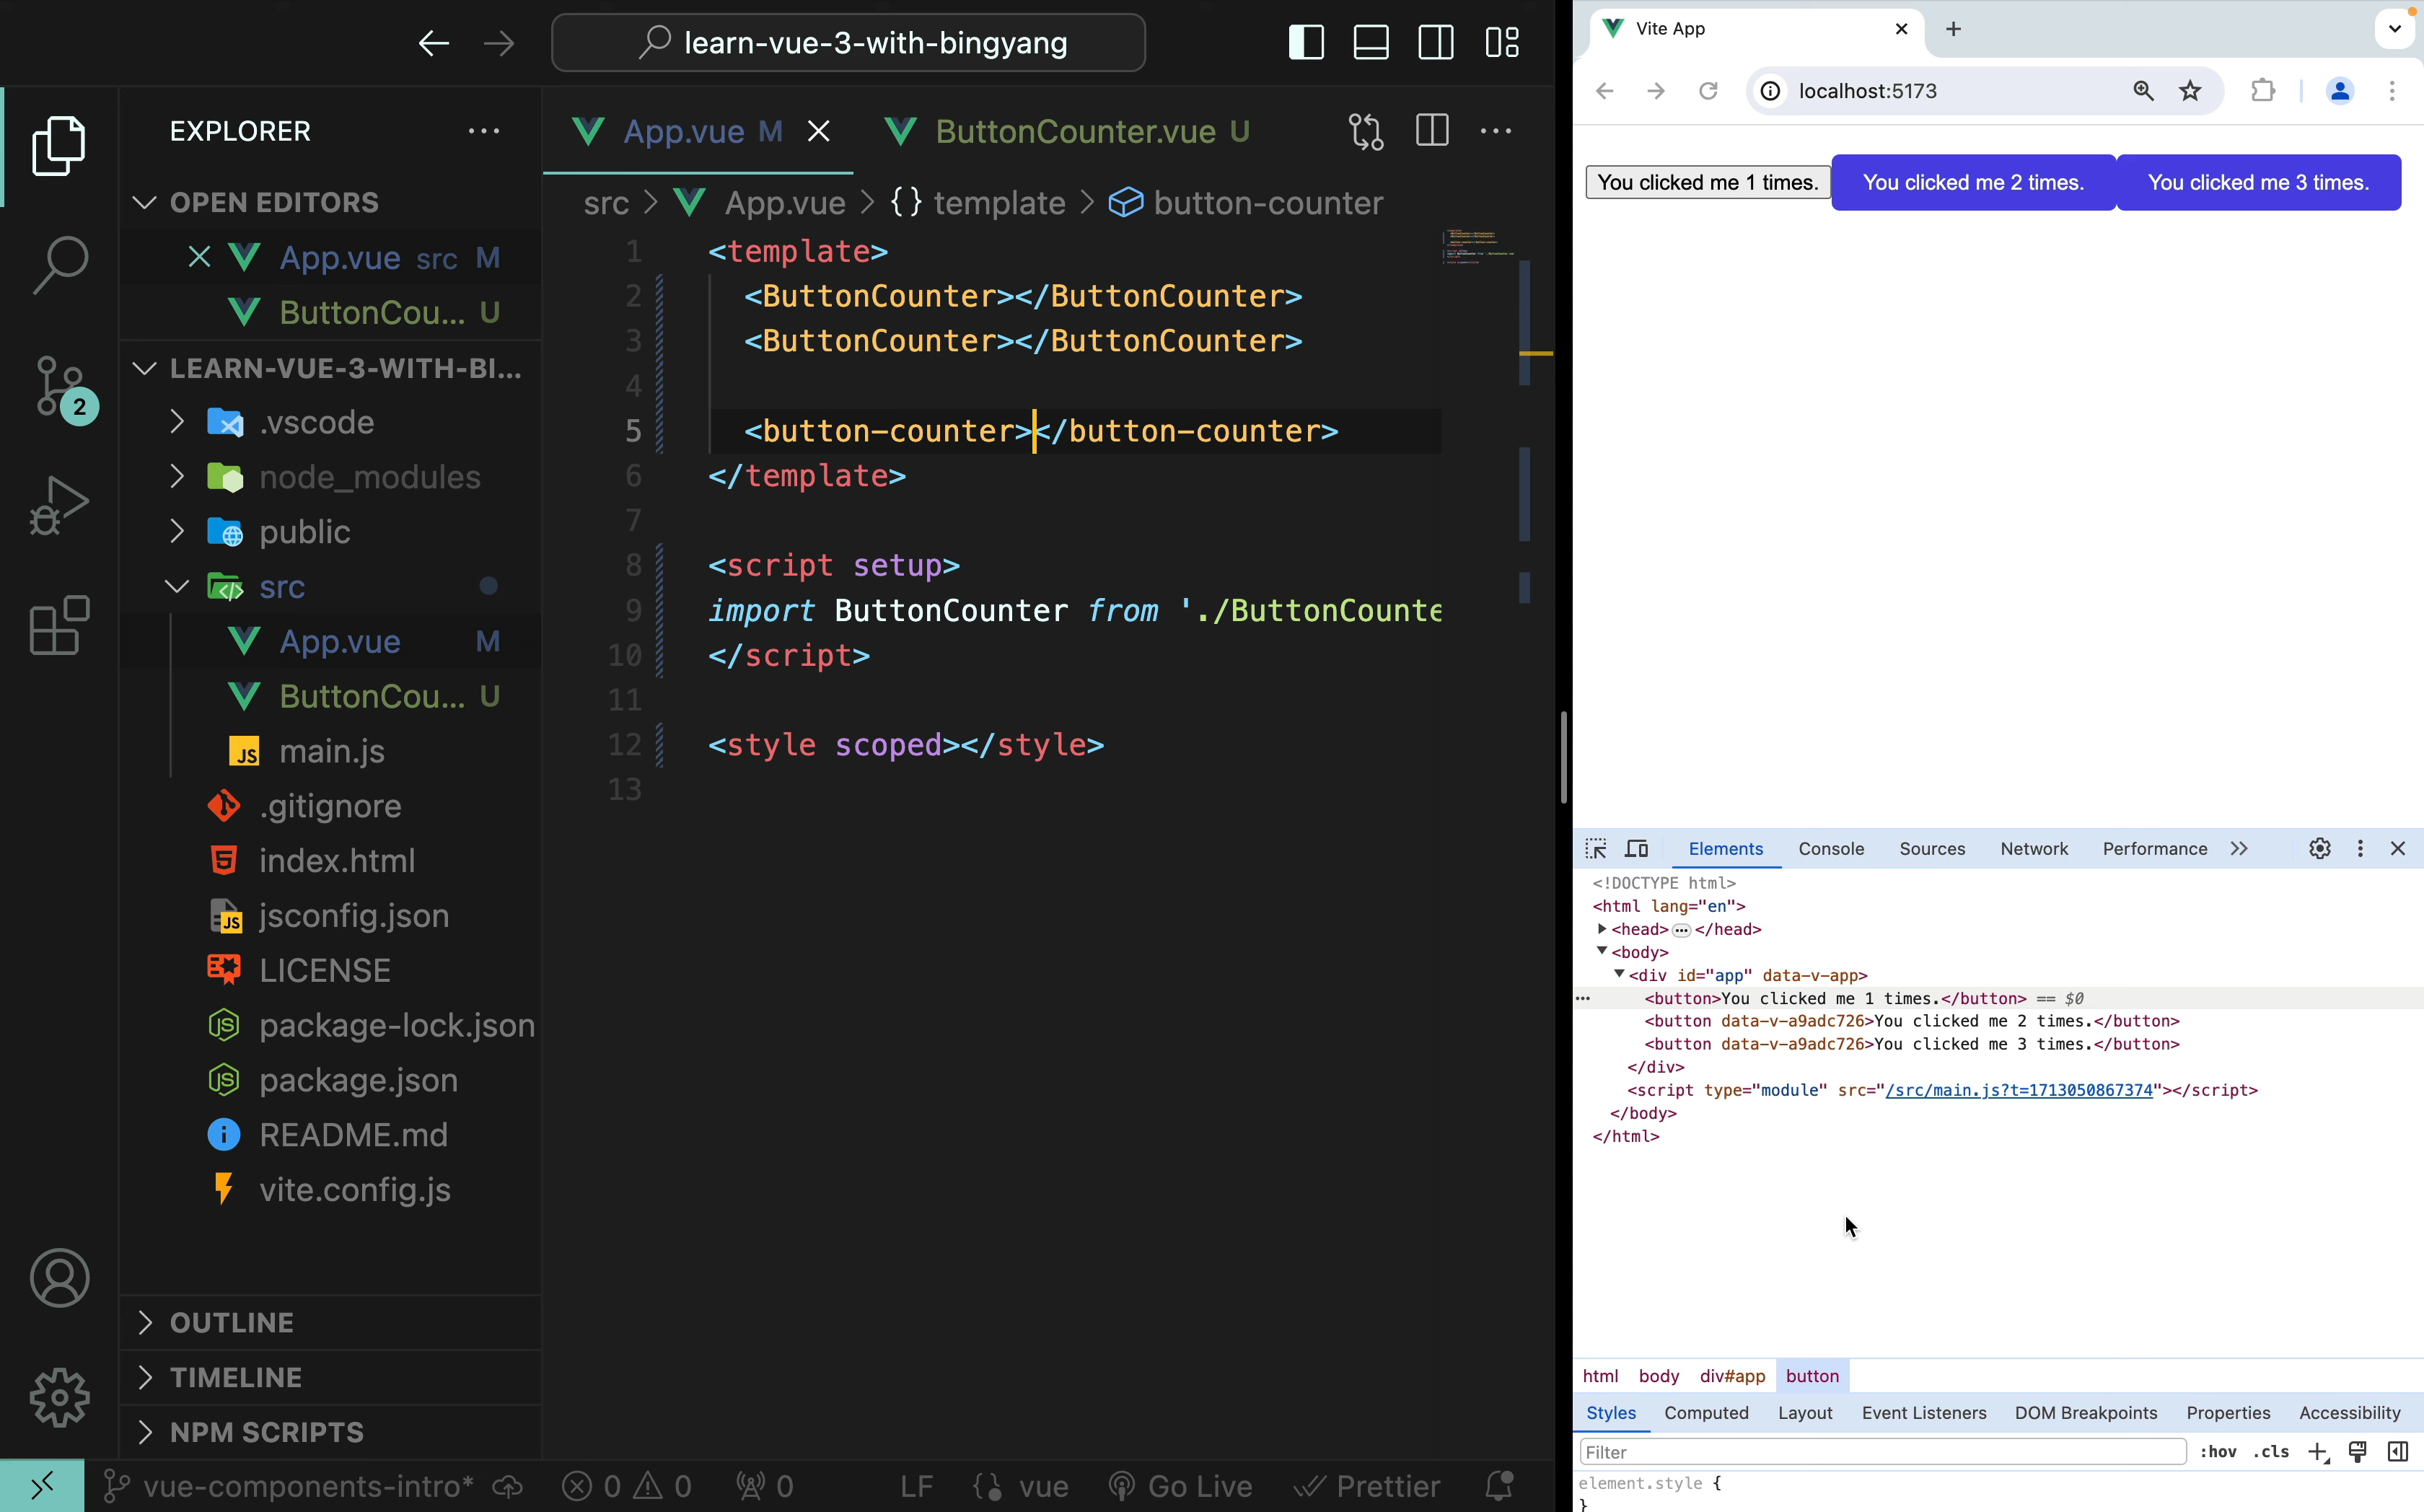 learn-vue-3-with-bingyang
EXPLORER
OPEN EDITORS
App.vue src M
ButtonCou... U
LEARN-VUE-3-WITH-BI...
.vscode
node_modules
public
src
App.vue M
ButtonCou... U
JS main.js
.gitignore
index.html
JS jsconfig.json
LICENSE
JS package-lock.json
JS package.json
README.md
vite.config.js
OUTLINE
TIMELINE
NPM SCRIPTS
2
App.vue M
ButtonCounter.vue U
src > App.vue > {} template > button-counter
1 <template>
2 <ButtonCounter></ButtonCounter>
3 <ButtonCounter></ButtonCounter>
4
5 <button-counter></button-counter>
6 </template>
7
8 <script setup>
9 import ButtonCounter from './ButtonCounte
10 </script>
11
12 <style scoped></style>
13
vue-components-intro* 0 0 0 LF {} vue Go Live Prettier
Vite App
localhost:5173
You clicked me 1 times. You clicked me 2 times. You clicked me 3 times.
Elements Console Sources Network Performance
<!DOCTYPE html>
<html lang="en">
<head>…</head>
<body>
<div id="app" data-v-app>
<button>You clicked me 1 times.</button> == $0
<button data-v-a9adc726>You clicked me 2 times.</button>
<button data-v-a9adc726>You clicked me 3 times.</button>
</div>
<script type="module" src="/src/main.js?t=1713050867374"></script>
</body>
</html>
html body div#app button
Styles Computed Layout Event Listeners DOM Breakpoints Properties Accessibility
Filter :hov .cls
element.style {
}